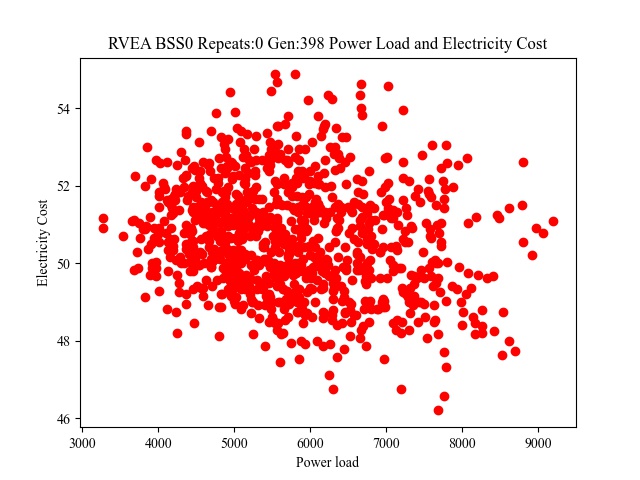 RVEA BSS0 Repeats:0 Gen:398 Power Load and Electricity Cost
54
52
50
48
46
Electricity Cost
3000 4000 5000 6000 7000 8000 9000
Power load